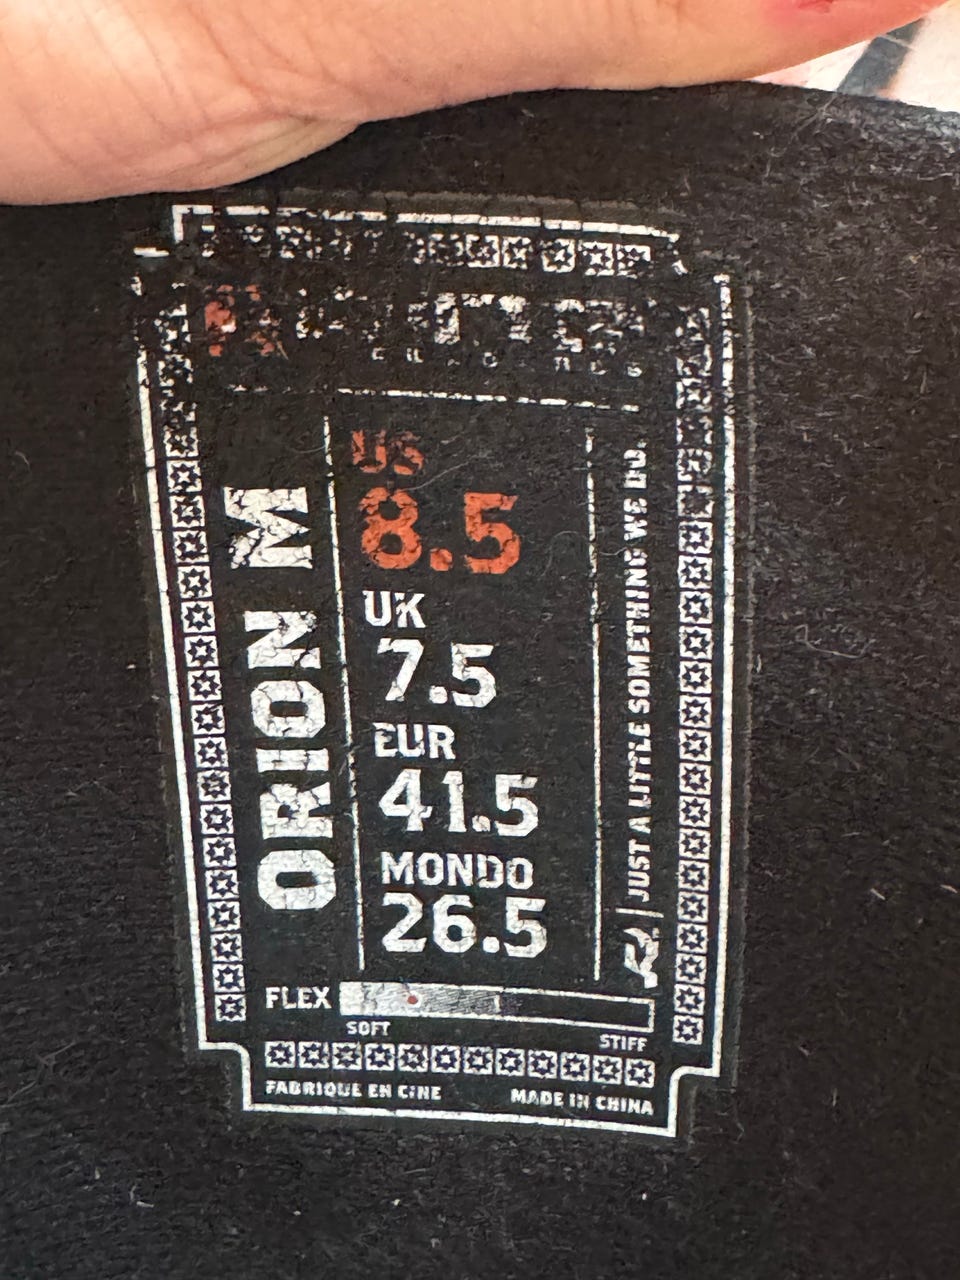 US
8.5
UK
7.5
EUR
41.5
MONDO
26.5
ORION M
JUST A LITTLE SOMETHING WE DO.
FLEX
SOFT
STIFF
FABRIQUE EN CINE
MADE IN CHINA